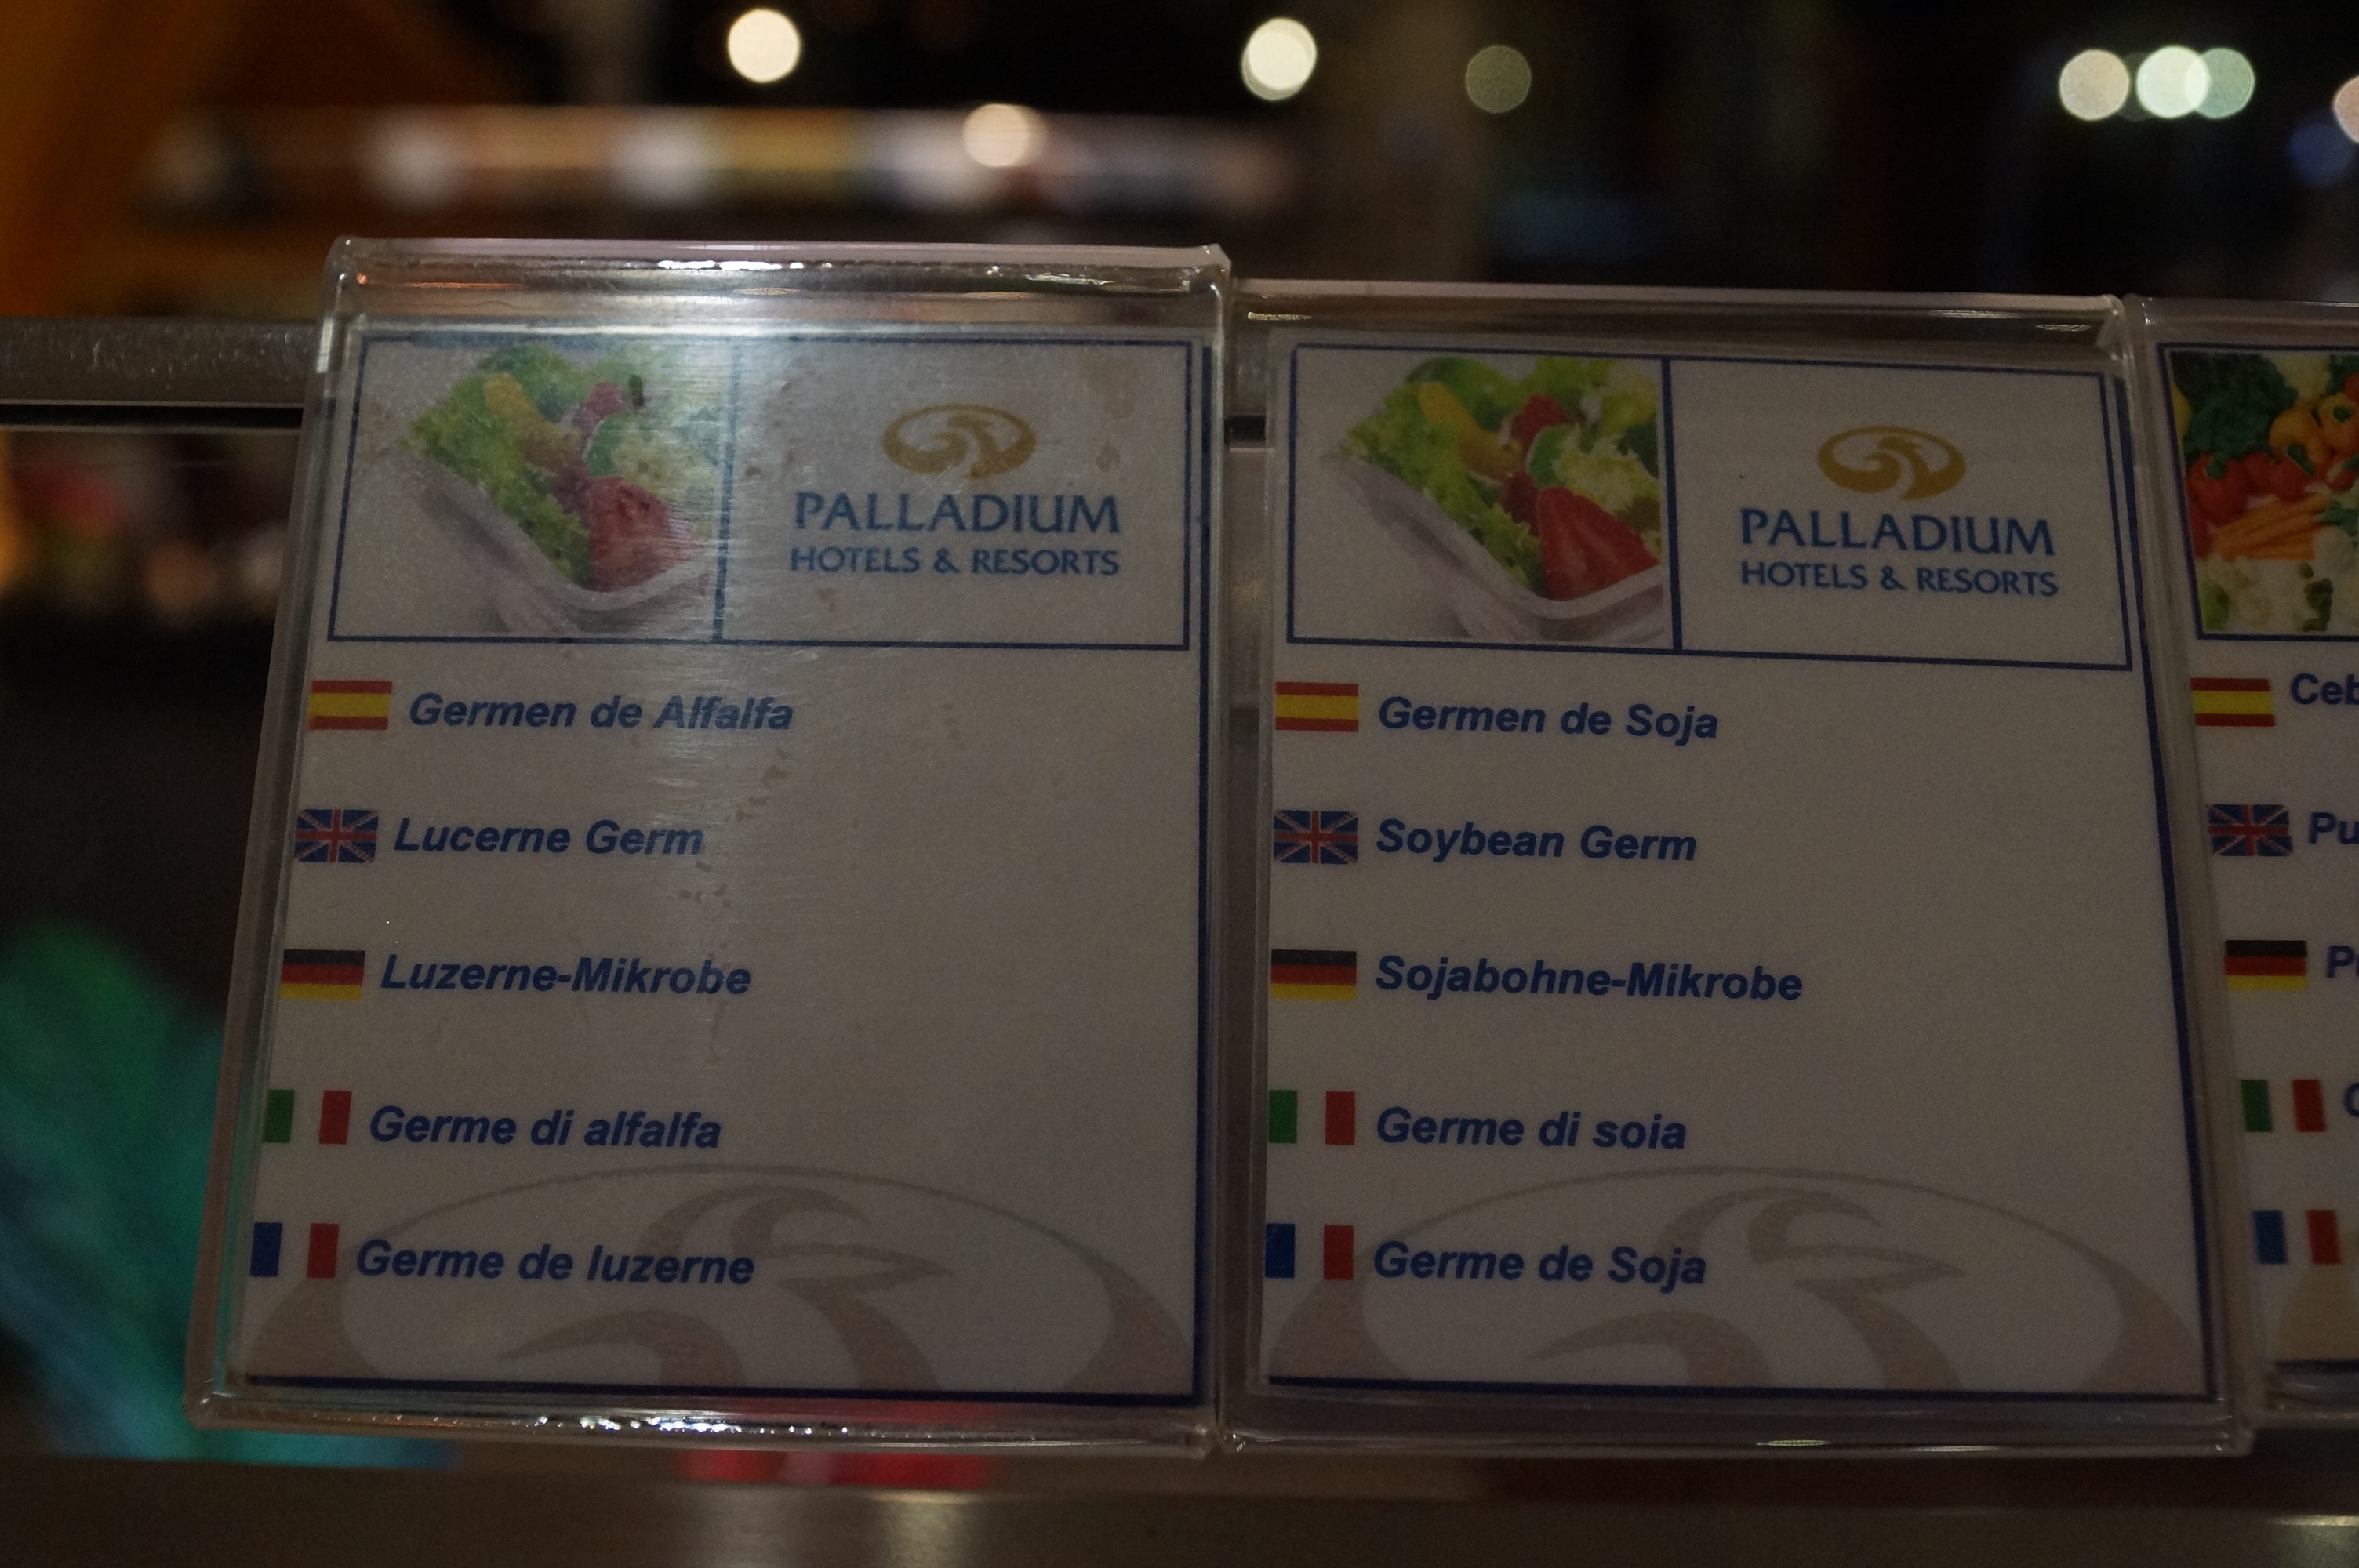 PALLADIUM
HOTELS & RESORTS
Germen de Alfalfa
Lucerne Germ
Luzerne-Mikrobe
Germe di alfalfa
Germe de luzerne
PALLADIUM
HOTELS & RESORTS
Germen de Soja
Soybean Germ
Sojabohne-Mikrobe
Germe di soia
Germe de Soja